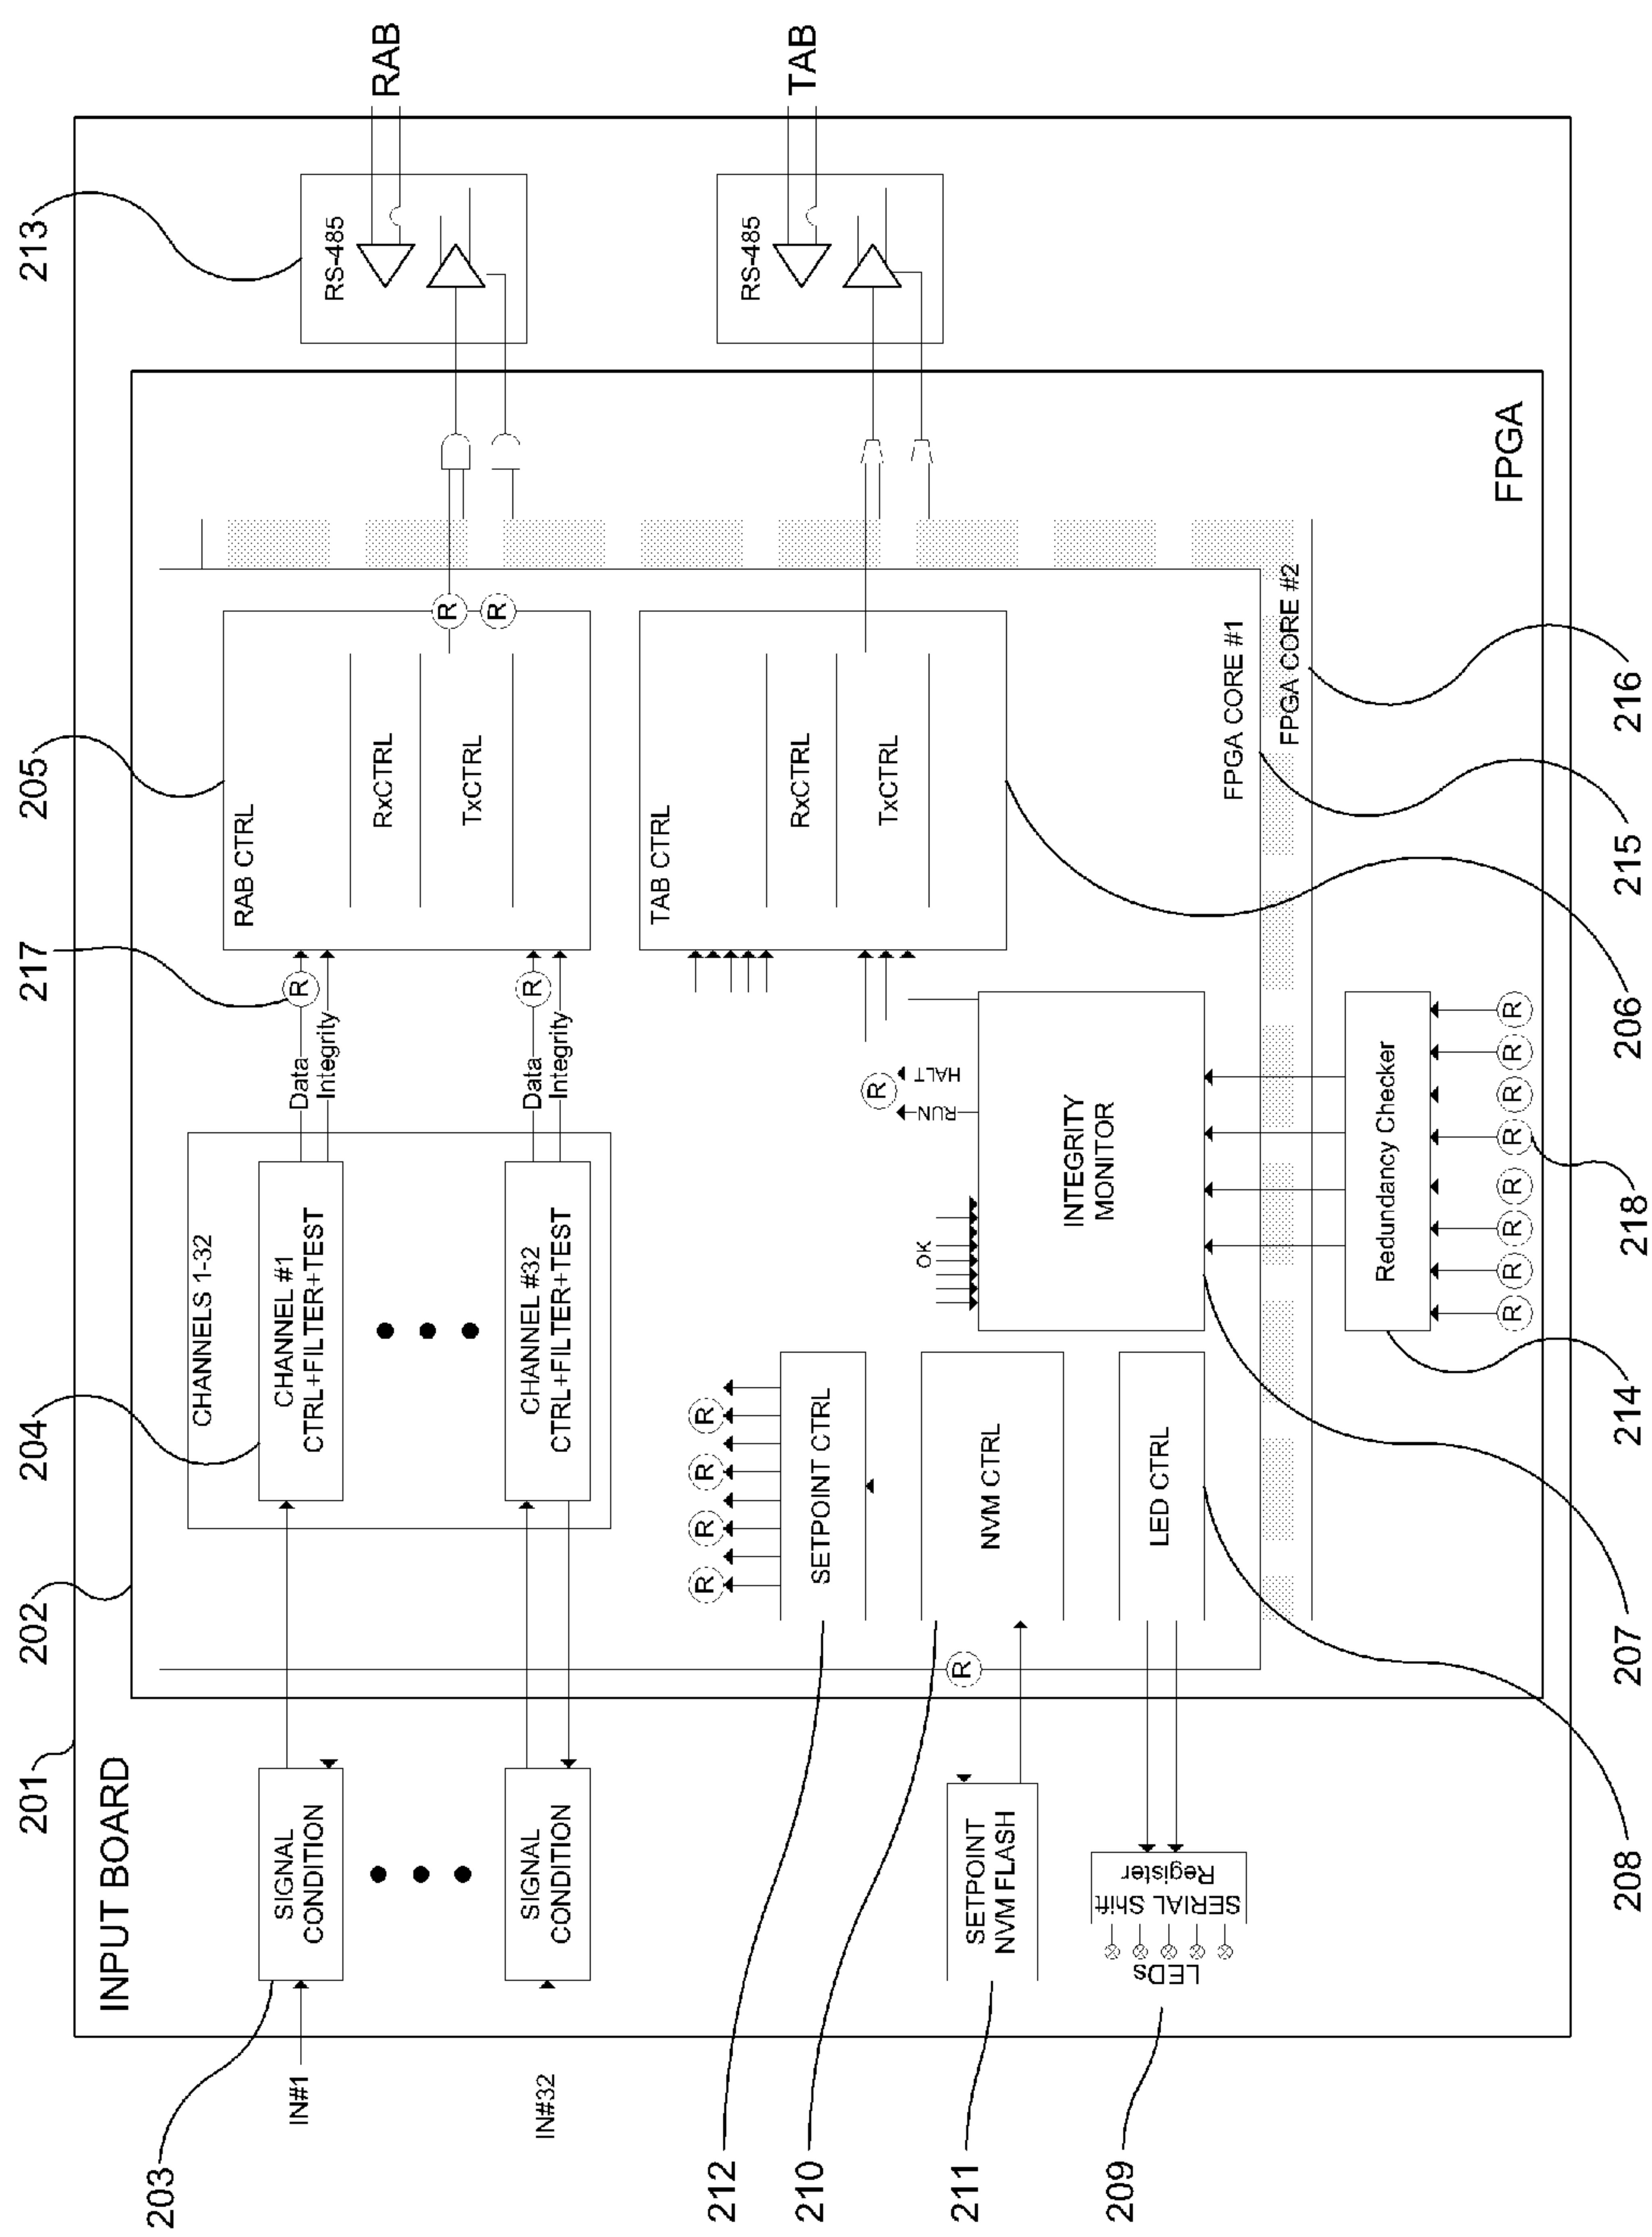 213
205
217
204
202
201
203
INPUT BOARD
IN#1
SIGNAL
CONDITION
IN#32
SIGNAL
CONDITION
CHANNELS 1-32
CHANNEL #1
CTRL+FILTER+TEST
CHANNEL #32
CTRL+FILTER+TEST
Data
Integrity
Data
Integrity
R
R
RAB CTRL
RxCTRL
TxCTRL
R
R
RS-485
RAB
TAB CTRL
RxCTRL
TxCTRL
RS-485
TAB
R
R
R
R
SETPOINT CTRL
NVM CTRL
LED CTRL
R
SETPOINT
NVM FLASH
SERIAL Shift
Register
LEDs
OK
RUN
HALT
R
INTEGRITY
MONITOR
FPGA CORE #1
FPGA CORE #2
Redundancy Checker
R
R
R
R
R
R
R
R
FPGA
212
210
211
209
208
207
214
218
206
215
216